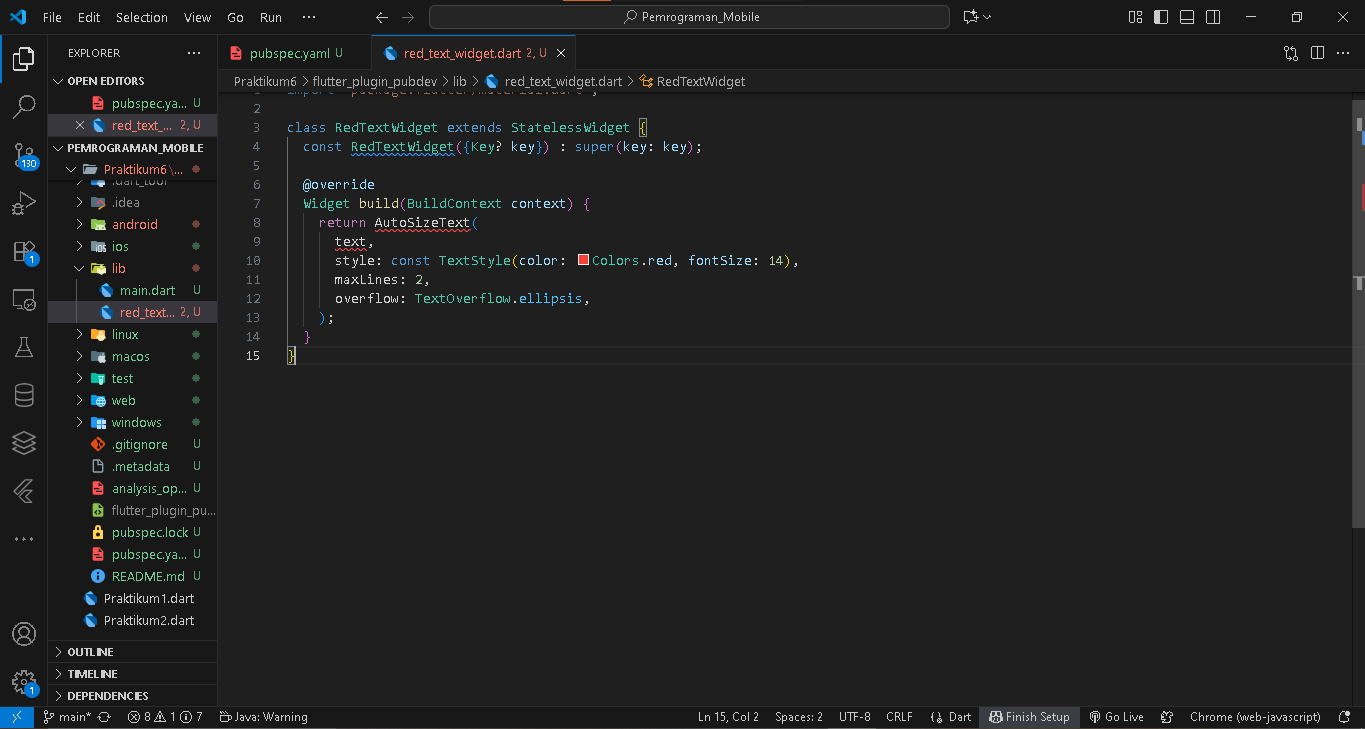 File Edit Selection View Go Run ··· Pemrograman_Mobile
EXPLORER ···
OPEN EDITORS
pubspec.ya... U
red_text_... 2, U
PEMROGRAMAN_MOBILE
Praktikum6\...
.dart_tool
.idea
android
ios
lib
main.dart U
red_text... 2, U
linux
macos
test
web
windows
.gitignore U
.metadata U
analysis_op... U
flutter_plugin_pu...
pubspec.lock U
pubspec.ya... U
README.md U
Praktikum1.dart
Praktikum2.dart
OUTLINE
TIMELINE
DEPENDENCIES
130
1
1
pubspec.yaml U
red_text_widget.dart 2, U
Praktikum6 > flutter_plugin_pubdev > lib > red_text_widget.dart > RedTextWidget
1 import 'package:flutter/material.dart';
2
3 class RedTextWidget extends StatelessWidget {
4 const RedTextWidget({Key? key}) : super(key: key);
5
6 @override
7 Widget build(BuildContext context) {
8 return AutoSizeText(
9 text,
10 style: const TextStyle(color: Colors.red, fontSize: 14),
11 maxLines: 2,
12 overflow: TextOverflow.ellipsis,
13 );
14 }
15 }
main* 8 1 7 Java: Warning Ln 15, Col 2 Spaces: 2 UTF-8 CRLF {} Dart Finish Setup Go Live Chrome (web-javascript)